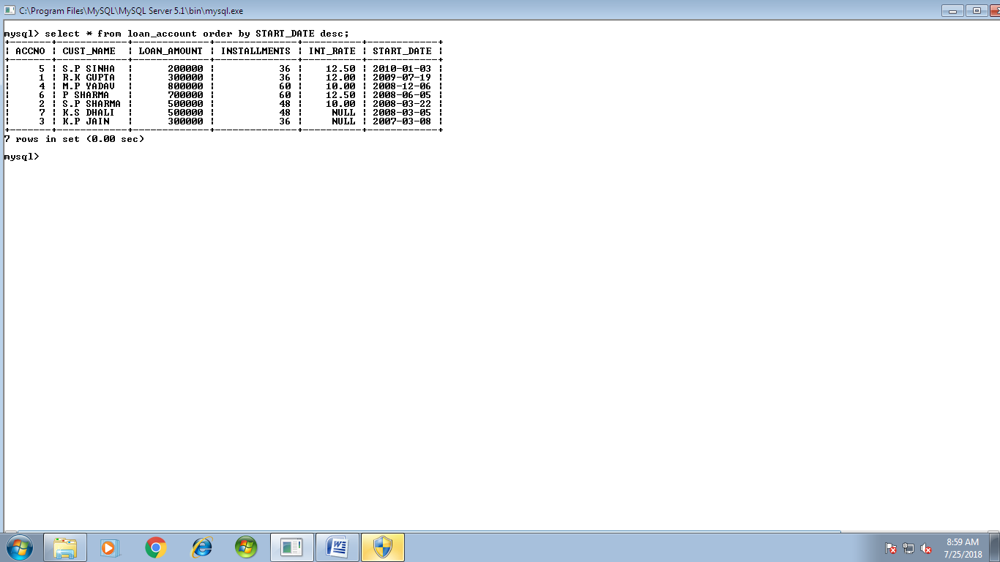 C:\Program Files\MySQL\MySQL Server 5.1\bin\mysql.exe
mysql> select * from loan_account order by START_DATE desc;
+-------+------------+-------------+--------------+----------+------------+
| ACCNO | CUST_NAME | LOAN_AMOUNT | INSTALLMENTS | INT_RATE | START_DATE |
+-------+------------+-------------+--------------+----------+------------+
| 5 | S.P SINHA | 200000 | 36 | 12.50 | 2010-01-03 |
| 1 | R.K GUPTA | 300000 | 36 | 12.00 | 2009-07-19 |
| 4 | M.P YADAV | 800000 | 60 | 10.00 | 2008-12-06 |
| 6 | P SHARMA | 700000 | 60 | 12.50 | 2008-06-05 |
| 2 | S.P SHARMA | 500000 | 48 | 10.00 | 2008-03-22 |
| 7 | K.S DHALI | 500000 | 48 | NULL | 2008-03-05 |
| 3 | K.P JAIN | 300000 | 36 | NULL | 2007-03-08 |
+-------+------------+-------------+--------------+----------+------------+
7 rows in set (0.00 sec)
mysql>
8:59 AM
7/25/2018